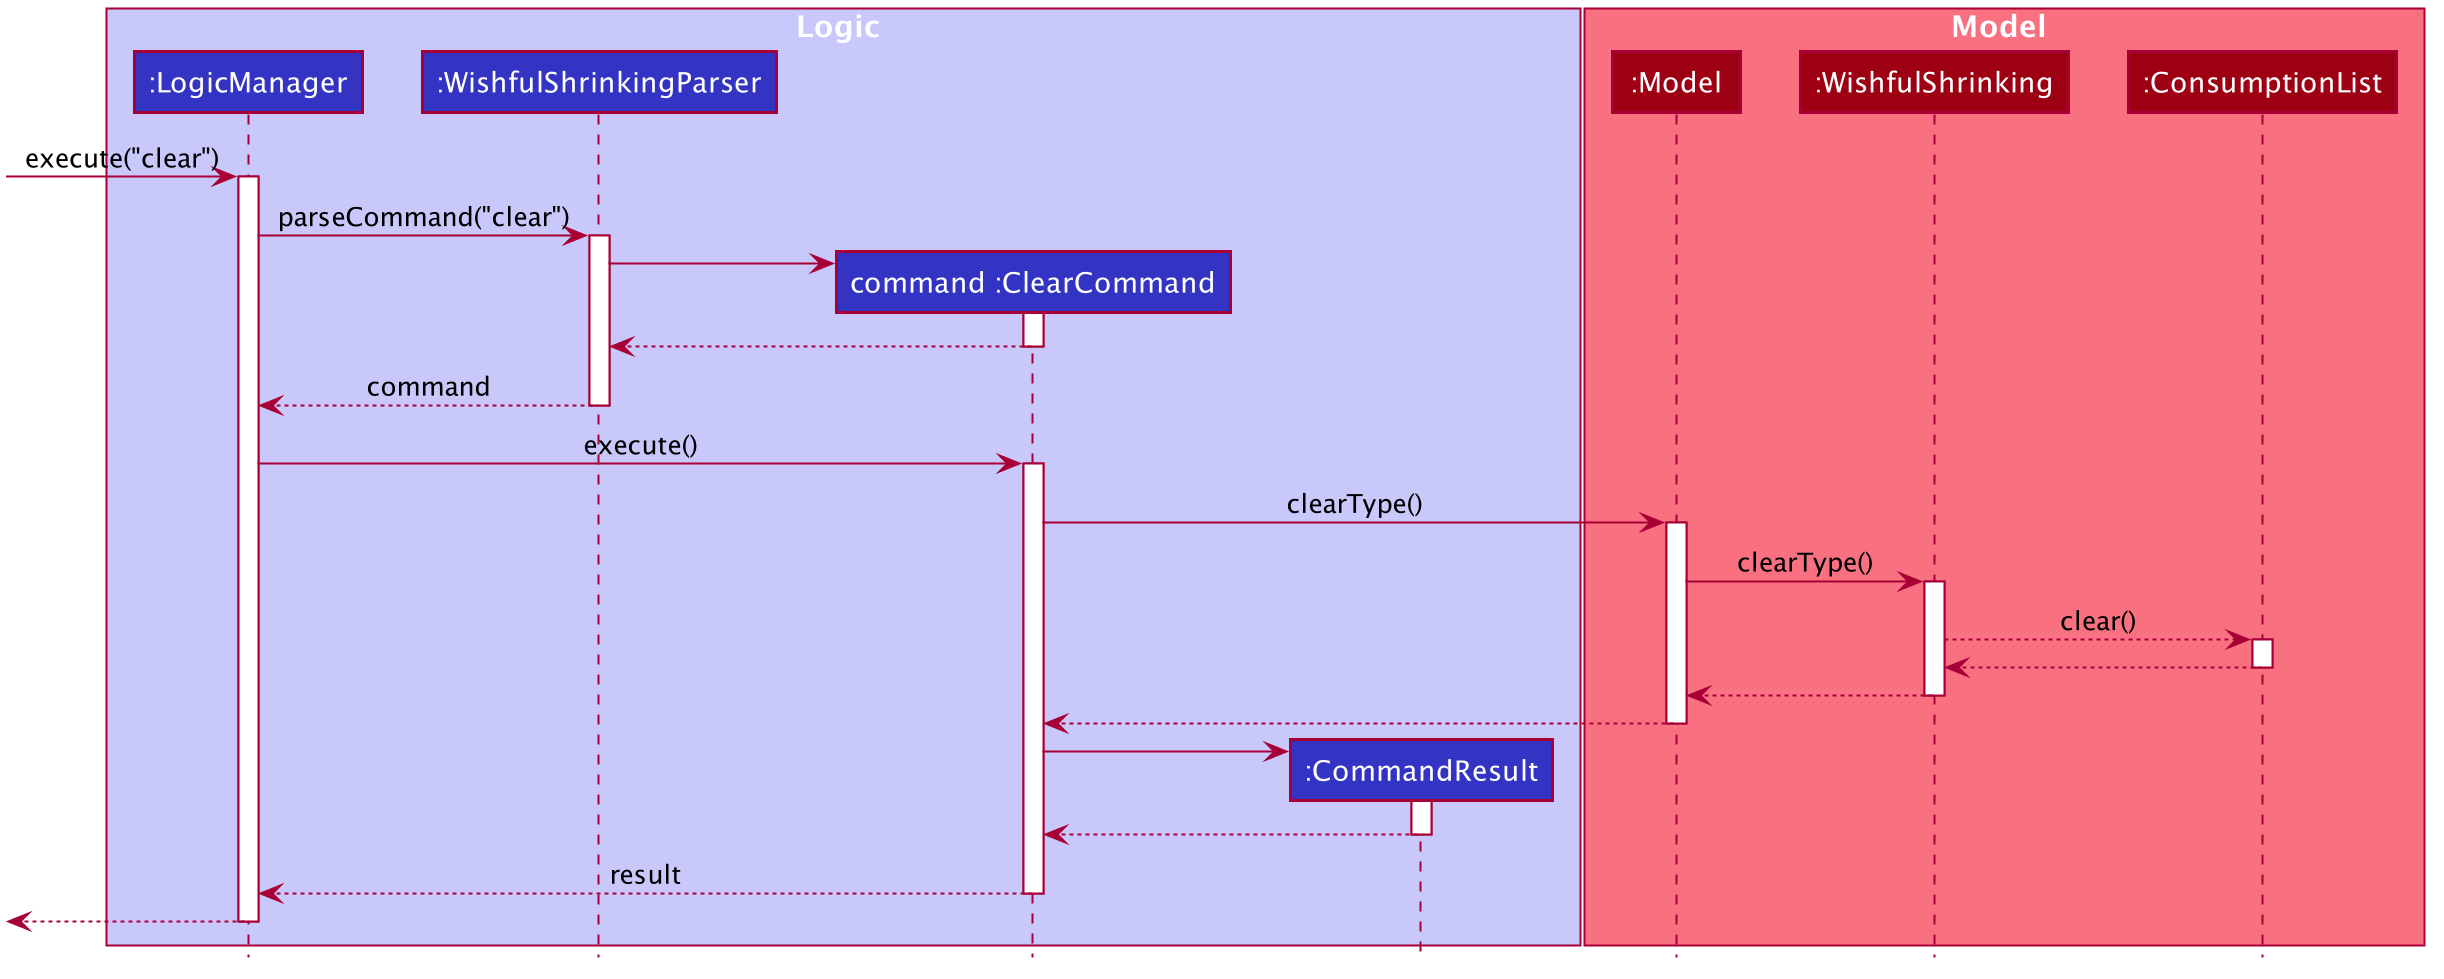 Logic
Model
:LogicManager
:WishfulShrinkingParser
:Model
:WishfulShrinking
:ConsumptionList
execute("clear")
parseCommand("clear")
command :ClearCommand
command
execute()
clearType()
clearType()
clear()
:CommandResult
result